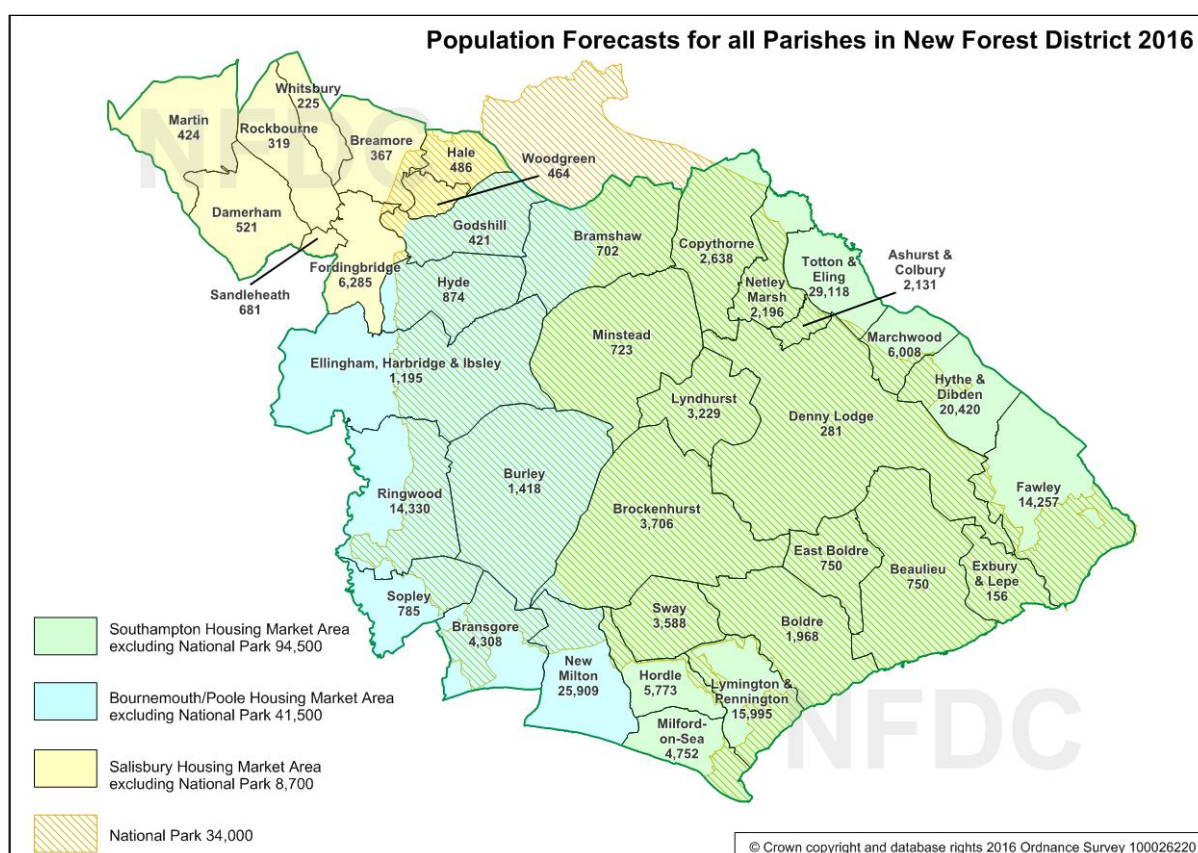 Population Forecasts for all Parishes in New Forest District 2016
NFDC
Martin
424
Whitsbury
225
Rockbourne
319
Breamore
367
Hale
486
Woodgreen
464
Damerham
521
Godshill
421
Bramshaw
702
Copythorne
2,638
Totton &
Eling
29,118
Ashurst &
Colbury
2,131
Sandleheath
681
Fordingbridge
6,285
Hyde
874
Netley
Marsh
2,196
Minstead
723
Marchwood
6,008
Ellingham, Harbridge & Ibsley
1,195
Lyndhurst
3,229
Denny Lodge
281
Hythe &
Dibden
20,420
Ringwood
14,330
Burley
1,418
Brockenhurst
3,706
Fawley
14,257
East Boldre
750
Beaulieu
750
Exbury
& Lepe
156
Sopley
785
Bransgore
4,308
Sway
3,588
Boldre
1,968
New
Milton
25,909
Hordle
5,773
Lymington &
Pennington
15,995
Milford-
on-Sea
4,752
NFDC
Southampton Housing Market Area
excluding National Park 94,500
Bournemouth/Poole Housing Market Area
excluding National Park 41,500
Salisbury Housing Market Area
excluding National Park 8,700
National Park 34,000
© Crown copyright and database rights 2016 Ordnance Survey 100026220